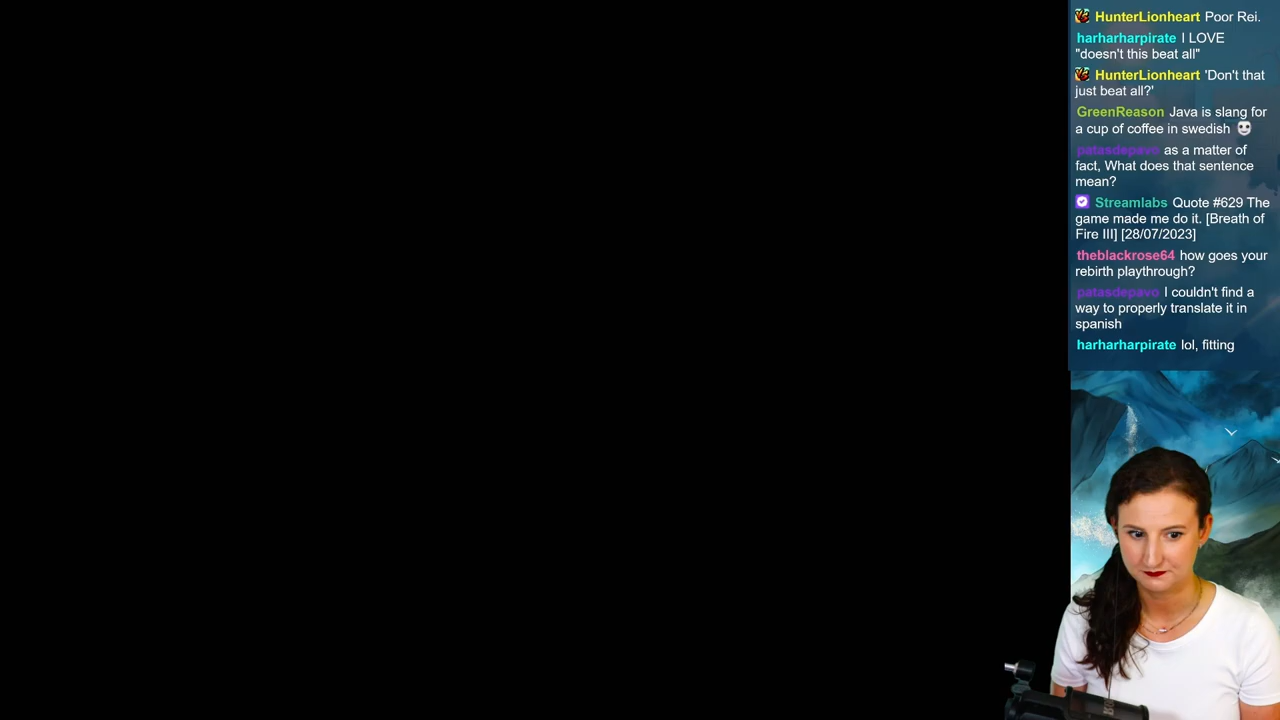 HunterLionheart Poor Rei.
harharharpirate I LOVE
"doesn't this beat all"
HunterLionheart 'Don't that
just beat all?'
GreenReason Java is slang for
a cup of coffee in swedish
patasdepavo as a matter of
fact, What does that sentence
mean?
Streamlabs Quote #629 The
game made me do it. [Breath of
Fire III] [28/07/2023]
theblackrose64 how goes your
rebirth playthrough?
patasdepavo I couldn't find a
way to properly translate it in
spanish
harharharpirate lol, fitting